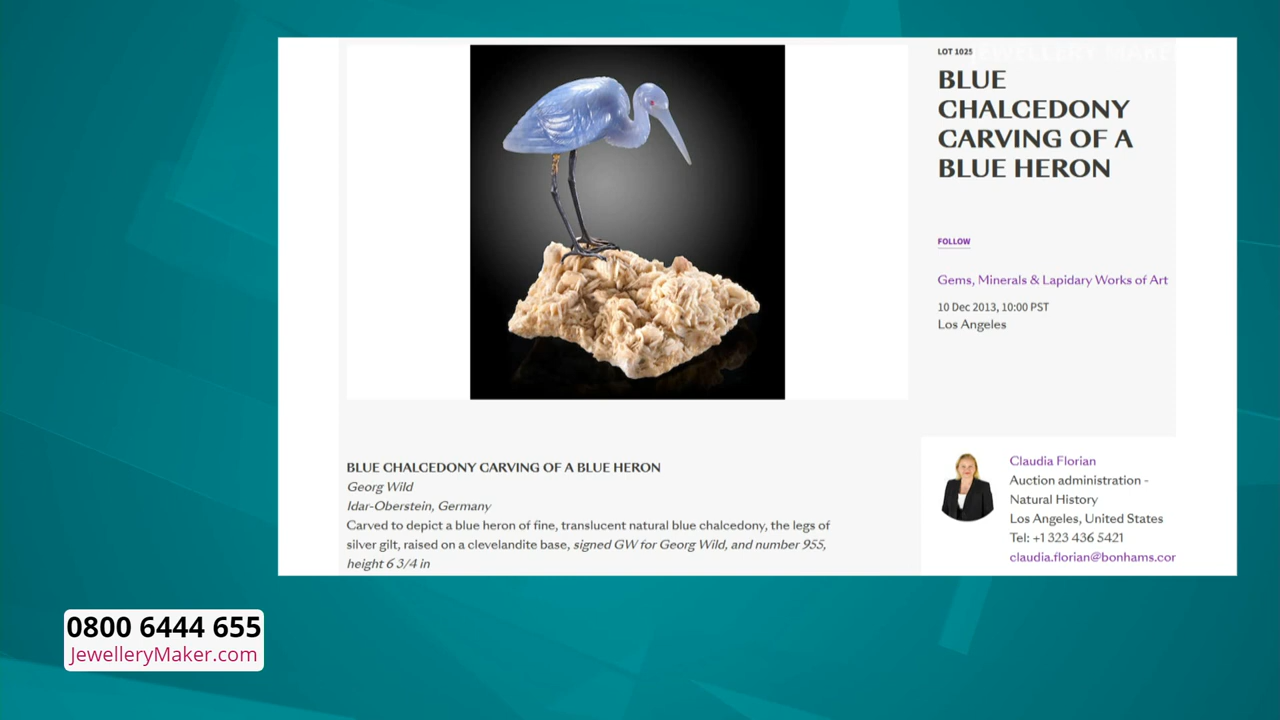 JEWELLERY MAKER
LOT 1025
BLUE
CHALCEDONY
CARVING OF A
BLUE HERON
FOLLOW
Gems, Minerals & Lapidary Works of Art
10 Dec 2013, 10:00 PST
Los Angeles
BLUE CHALCEDONY CARVING OF A BLUE HERON
Georg Wild
Idar-Oberstein, Germany
Carved to depict a blue heron of fine, translucent natural blue chalcedony, the legs of
silver gilt, raised on a clevelandite base, signed GW for Georg Wild, and number 955,
height 6 3/4 in
Claudia Florian
Auction administration -
Natural History
Los Angeles, United States
Tel: +1 323 436 5421
claudia.florian@bonhams.cor
0800 6444 655
JewelleryMaker.com